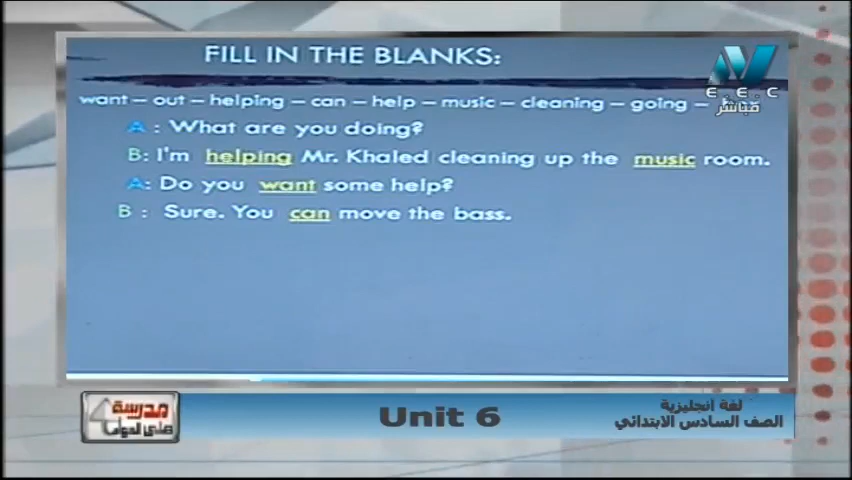 FILL IN THE BLANKS:
want – out – helping – can – help – music – cleaning – going –
E.E.C
مباشر
A : What are you doing?
B: I'm helping Mr. Khaled cleaning up the music room.
A: Do you want some help?
B : Sure. You can move the bass.
مدرسة
على الهواء
Unit 6
لغة انجليزية
الصف السادس الابتدائي